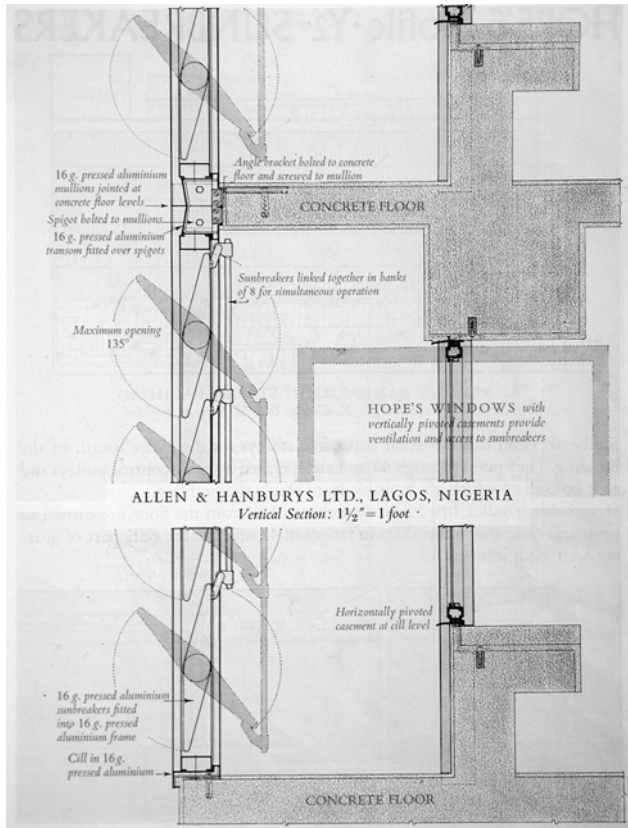 16 g. pressed aluminium
mullions jointed at
concrete floor levels
Spigot bolted to mullions
16 g. pressed aluminium
transom fitted over spigots
Angle bracket bolted to concrete
floor and screwed to mullion
CONCRETE FLOOR
Sunbreakers linked together in banks
of 8 for simultaneous operation
Maximum opening
135°
HOPE'S WINDOWS with
vertically pivoted casements provide
ventilation and access to sunbreakers
ALLEN & HANBURYS LTD., LAGOS, NIGERIA
Vertical Section: 1½"=1 foot
Horizontally pivoted
casement at cill level
16 g. pressed aluminium
sunbreakers fitted
into 16 g. pressed
aluminium frame
Cill in 16 g.
pressed aluminium
CONCRETE FLOOR